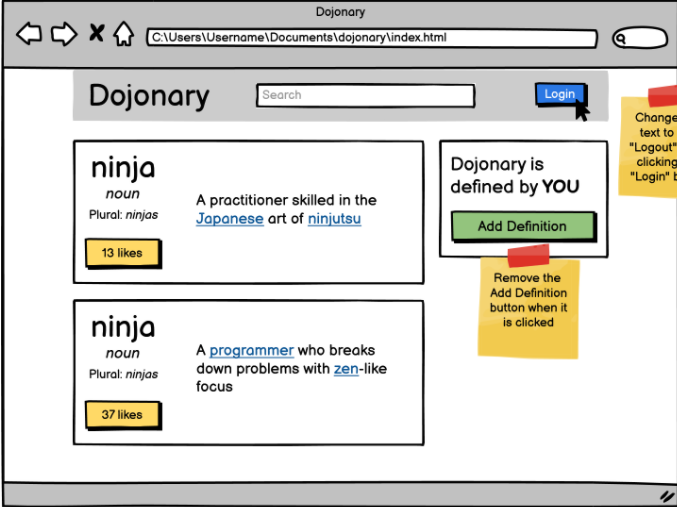 Dojonary
C:\Users\Username\Documents\dojonary\index.html
Dojonary
Search
Login
Change
text to
"Logout"
clicking
"Login"
ninja
noun
Plural: ninjas
13 likes
A practitioner skilled in the
Japanese art of ninjutsu
Dojonary is
defined by YOU
Add Definition
Remove the
Add Definition
button when it
is clicked
ninja
noun
Plural: ninjas
37 likes
A programmer who breaks
down problems with zen-like
focus